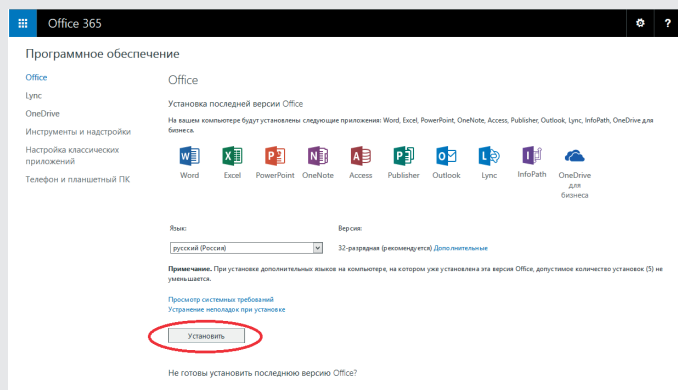 Office 365
?
Программное обеспечение
Office
Lync
OneDrive
Инструменты и надстройки
Настройка классических
приложений
Телефон и планшетный ПК
Office
Установка последней версии Office
На вашем компьютере будут установлены следующие приложения: Word, Excel, PowerPoint, OneNote, Access, Publisher, Outlook, Lync, InfoPath, OneDrive для
бизнеса.
Word Excel PowerPoint OneNote Access Publisher Outlook Lync InfoPath OneDrive
для
бизнеса
Язык: Версия:
русский (Россия) 32-разрядная (рекомендуется) Дополнительные
Примечание. При установке дополнительных языков на компьютере, на котором уже установлена эта версия Office, допустимое количество установок (5) не
уменьшается.
Просмотр системных требований
Устранение неполадок при установке
Установить
Не готовы установить последнюю версию Office?